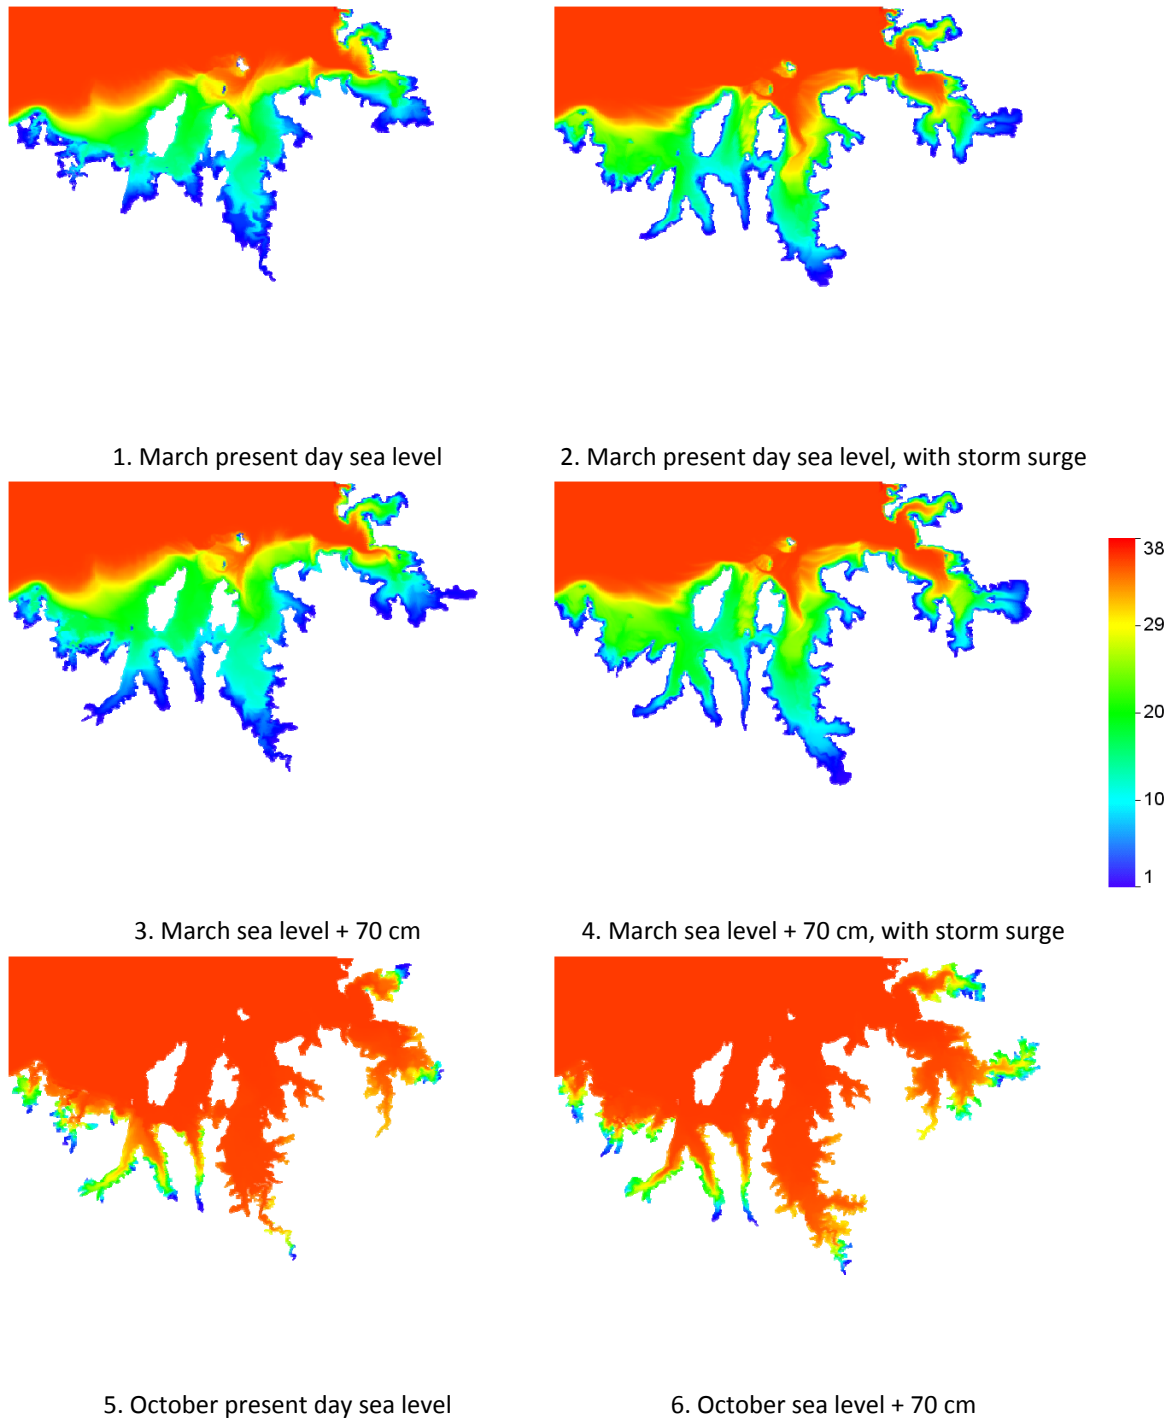 1. March present day sea level
2. March present day sea level, with storm surge
3. March sea level + 70 cm
4. March sea level + 70 cm, with storm surge
38
29
20
10
1
5. October present day sea level
6. October sea level + 70 cm